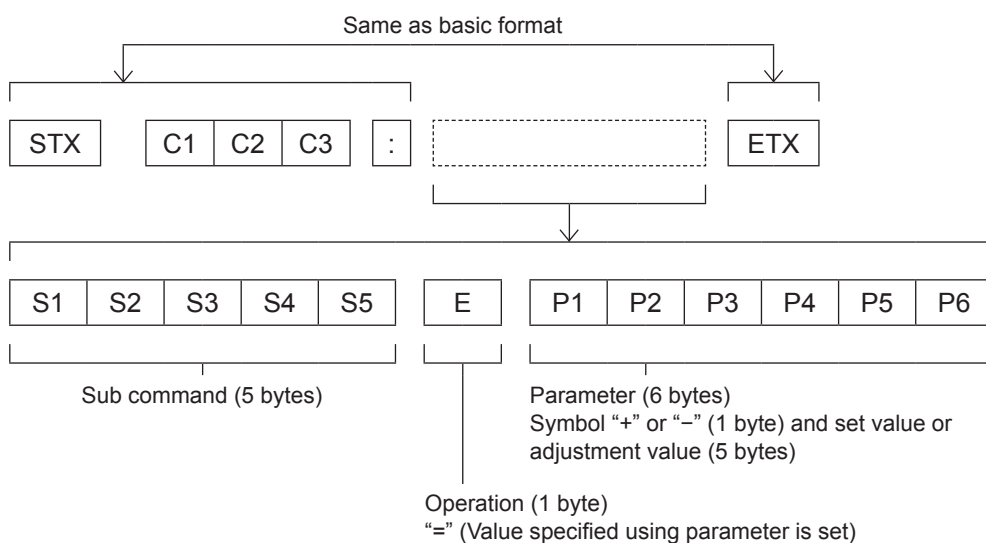 Same as basic format
STX C1 C2 C3 : ETX
S1 S2 S3 S4 S5 E P1 P2 P3 P4 P5 P6
Sub command (5 bytes)
Parameter (6 bytes)
Symbol “+” or “−” (1 byte) and set value or
adjustment value (5 bytes)
Operation (1 byte)
“=” (Value specified using parameter is set)